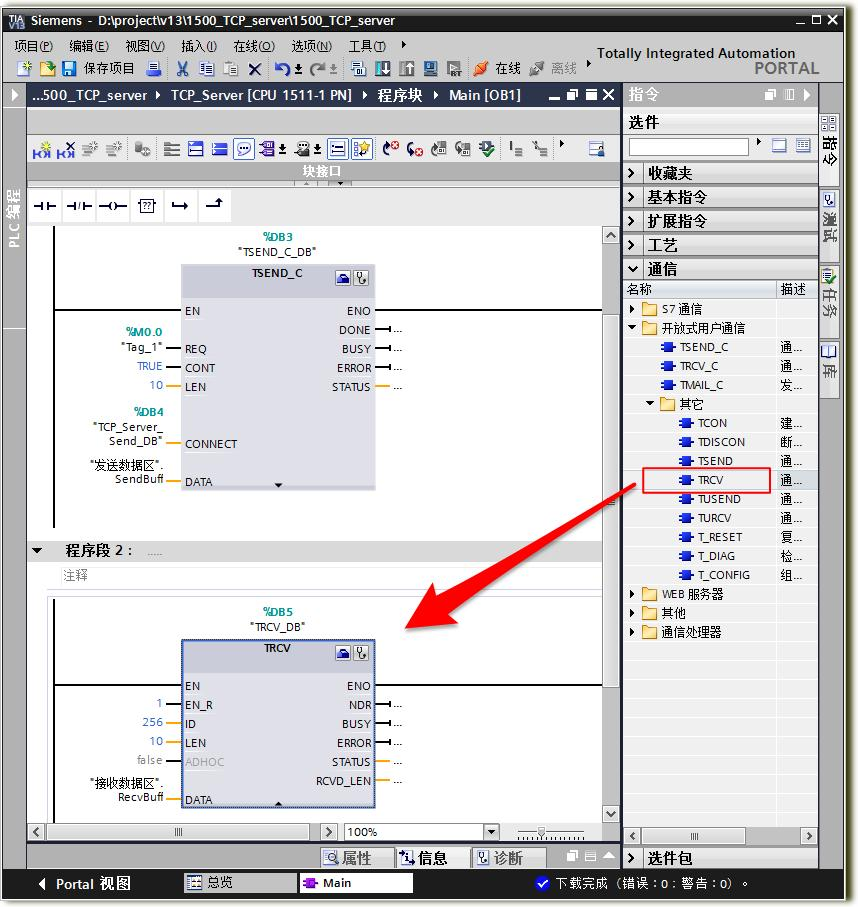 TIA
V13
Siemens - D:\project\v13\1500_TCP_server\1500_TCP_server
项目(P) 编辑(E) 视图(V) 插入(I) 在线(O) 选项(N) 工具(T)
保存项目 在线 离线
Totally Integrated Automation
PORTAL
...500_TCP_server TCP_Server [CPU 1511-1 PN] 程序块 Main [OB1]
块接口
PLC 编程
%DB3
"TSEND_C_DB"
TSEND_C
EN ENO
DONE ...
%M0.0
"Tag_1" REQ BUSY ...
TRUE CONT ERROR ...
10 LEN STATUS ...
%DB4
"TCP_Server_
Send_DB" CONNECT
"发送数据区".
SendBuff DATA
程序段 2： .....
注释
%DB5
"TRCV_DB"
TRCV
EN ENO
1 EN_R NDR ...
256 ID BUSY ...
10 LEN ERROR ...
false ADHOC STATUS ...
RCVD_LEN ...
"接收数据区".
RecvBuff DATA
100%
属性 信息 诊断
指令
选件
收藏夹
基本指令
扩展指令
工艺
通信
名称 描述
S7 通信
开放式用户通信
TSEND_C 通...
TRCV_C 通...
TMAIL_C 发...
其它
TCON 建...
TDISCON 断...
TSEND 通...
TRCV 通...
TUSEND 通...
TURCV 通...
T_RESET 复...
T_DIAG 检...
T_CONFIG 组...
WEB 服务器
其他
通信处理器
选件包
指令
测试
任务
库
Portal 视图 总览 Main 下载完成（错误：0；警告：0）。